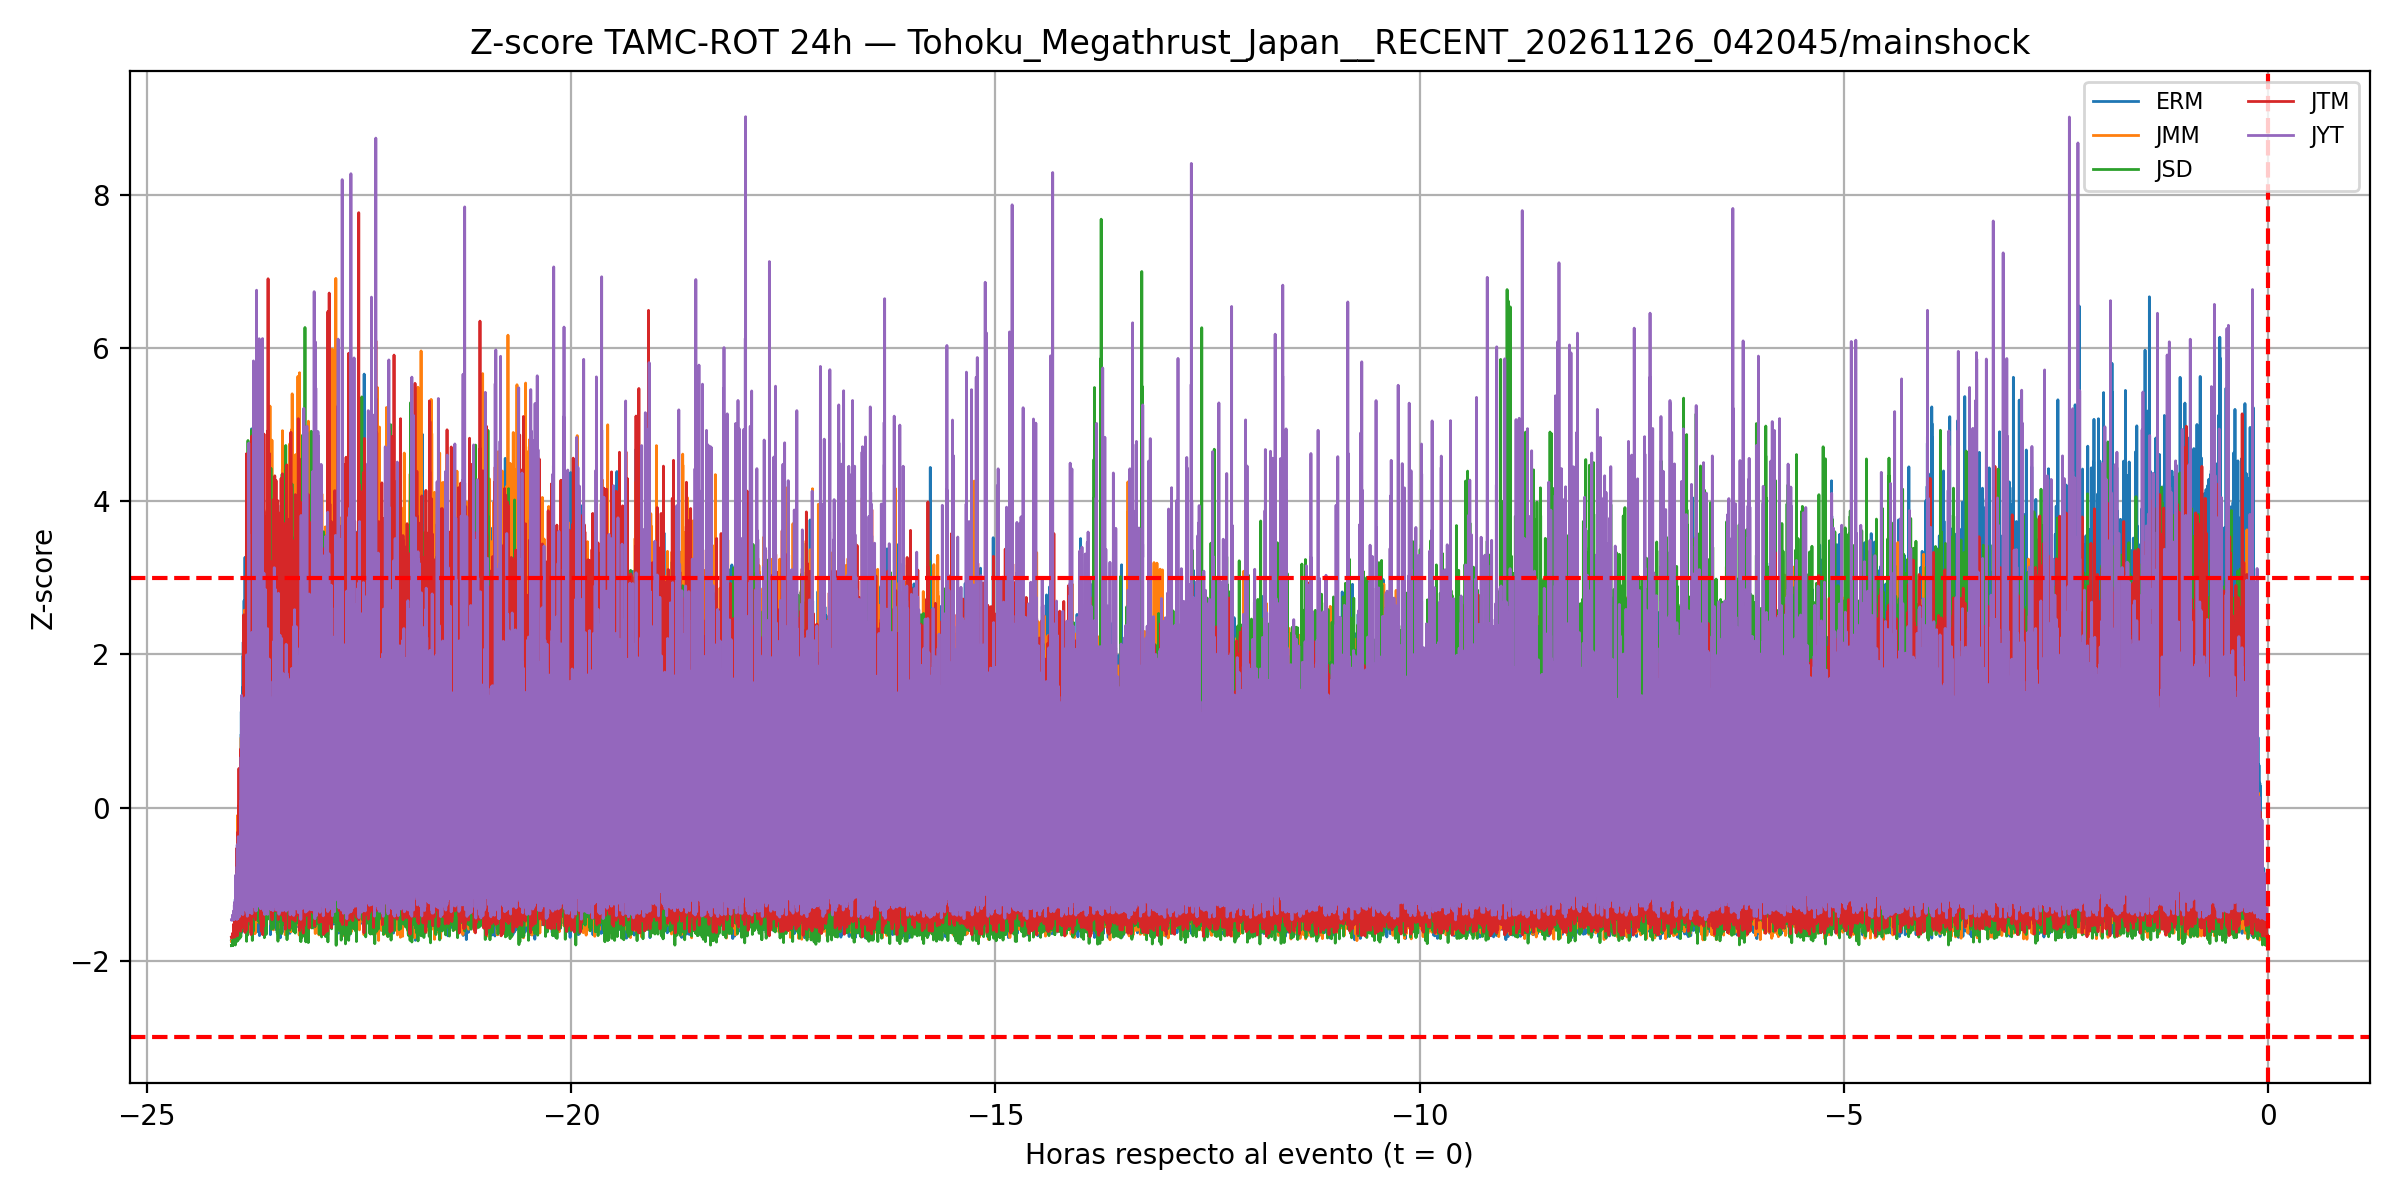 Z-score TAMC-ROT 24h — Tohoku_Megathrust_Japan__RECENT_20261126_042045/mainshock
ERM
JMM
JSD
JTM
JYT
8
6
4
2
0
−2
Z-score
−25
−20
−15
−10
−5
0
Horas respecto al evento (t = 0)